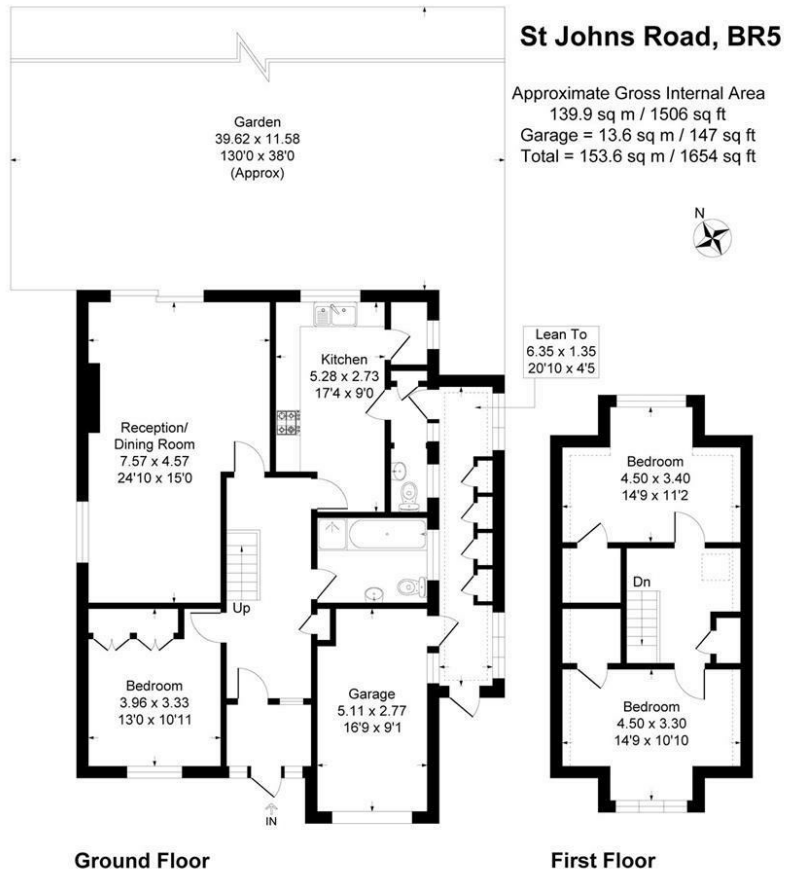 St Johns Road, BR5
Approximate Gross Internal Area
139.9 sq m / 1506 sq ft
Garage = 13.6 sq m / 147 sq ft
Total = 153.6 sq m / 1654 sq ft
N
Garden
39.62 x 11.58
130'0 x 38'0
(Approx)
Lean To
6.35 x 1.35
20'10 x 4'5
Kitchen
5.28 x 2.73
17'4 x 9'0
Reception/
Dining Room
7.57 x 4.57
24'10 x 15'0
Up
Bedroom
3.96 x 3.33
13'0 x 10'11
Garage
5.11 x 2.77
16'9 x 9'1
IN
Bedroom
4.50 x 3.40
14'9 x 11'2
Dn
Bedroom
4.50 x 3.30
14'9 x 10'10
Ground Floor
First Floor